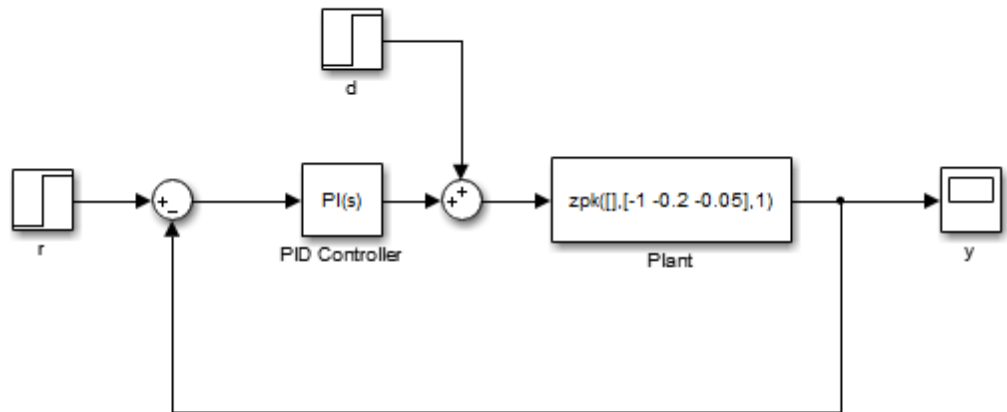 d
PI(s)
zpk([],[-1 -0.2 -0.05],1)
r
PID Controller
Plant
y